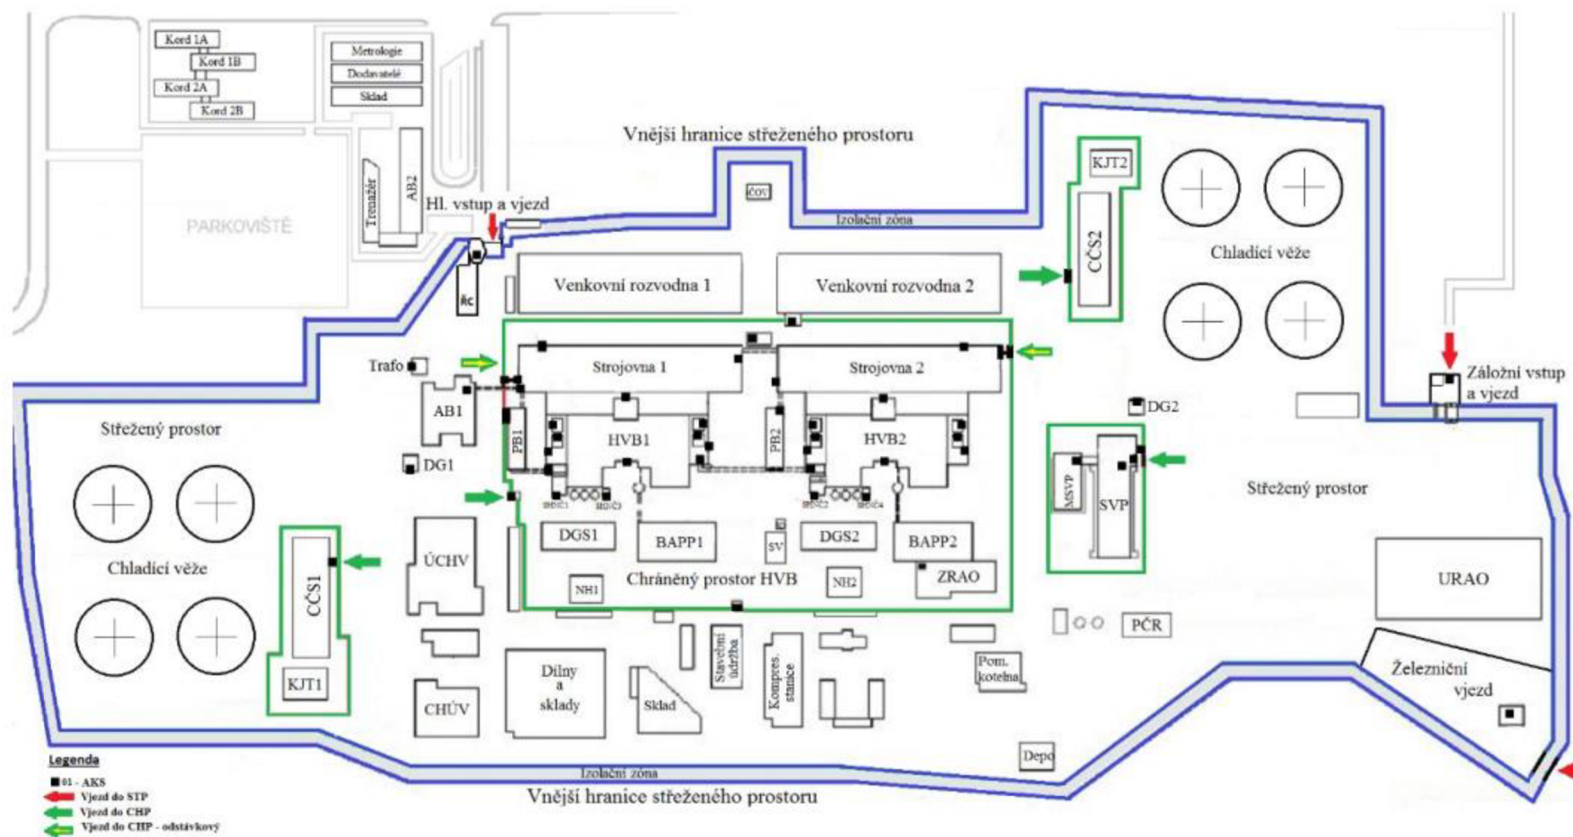 Kord 1A
Kord 1B
Kord 2A
Kord 2B
Metrologie
Dodavatelé
Sklad
Vnější hranice střeženého prostoru
KJT2
Trenažér
AB2
PARKOVIŠTĚ
Hl. vstup a vjezd
ČOV
Izolační zóna
CČS2
Chladící věže
ŘC
Venkovní rozvodna 1
Venkovní rozvodna 2
Trafo
Strojovna 1
Strojovna 2
Záložní vstup
a vjezd
AB1
DG2
Střežený prostor
PB1
HVB1
PB2
HVB2
DG1
MSVP
SVP
Střežený prostor
DGS1
BAPP1
SV
DGS2
BAPP2
ÚCHV
Chladící věže
CČS1
Chráněný prostor HVB
ZRAO
URAO
NH1
NH2
PČR
Stavební
údržba
Kompres.
stanice
Pom.
kotelna
Dílny
a
sklady
Sklad
Železniční
vjezd
KJT1
CHÚV
Depo
Izolační zóna
Vnější hranice střeženého prostoru
Legenda
01 - AKS
Vjezd do STP
Vjezd do CHP
Vjezd do CHP - odstávkový